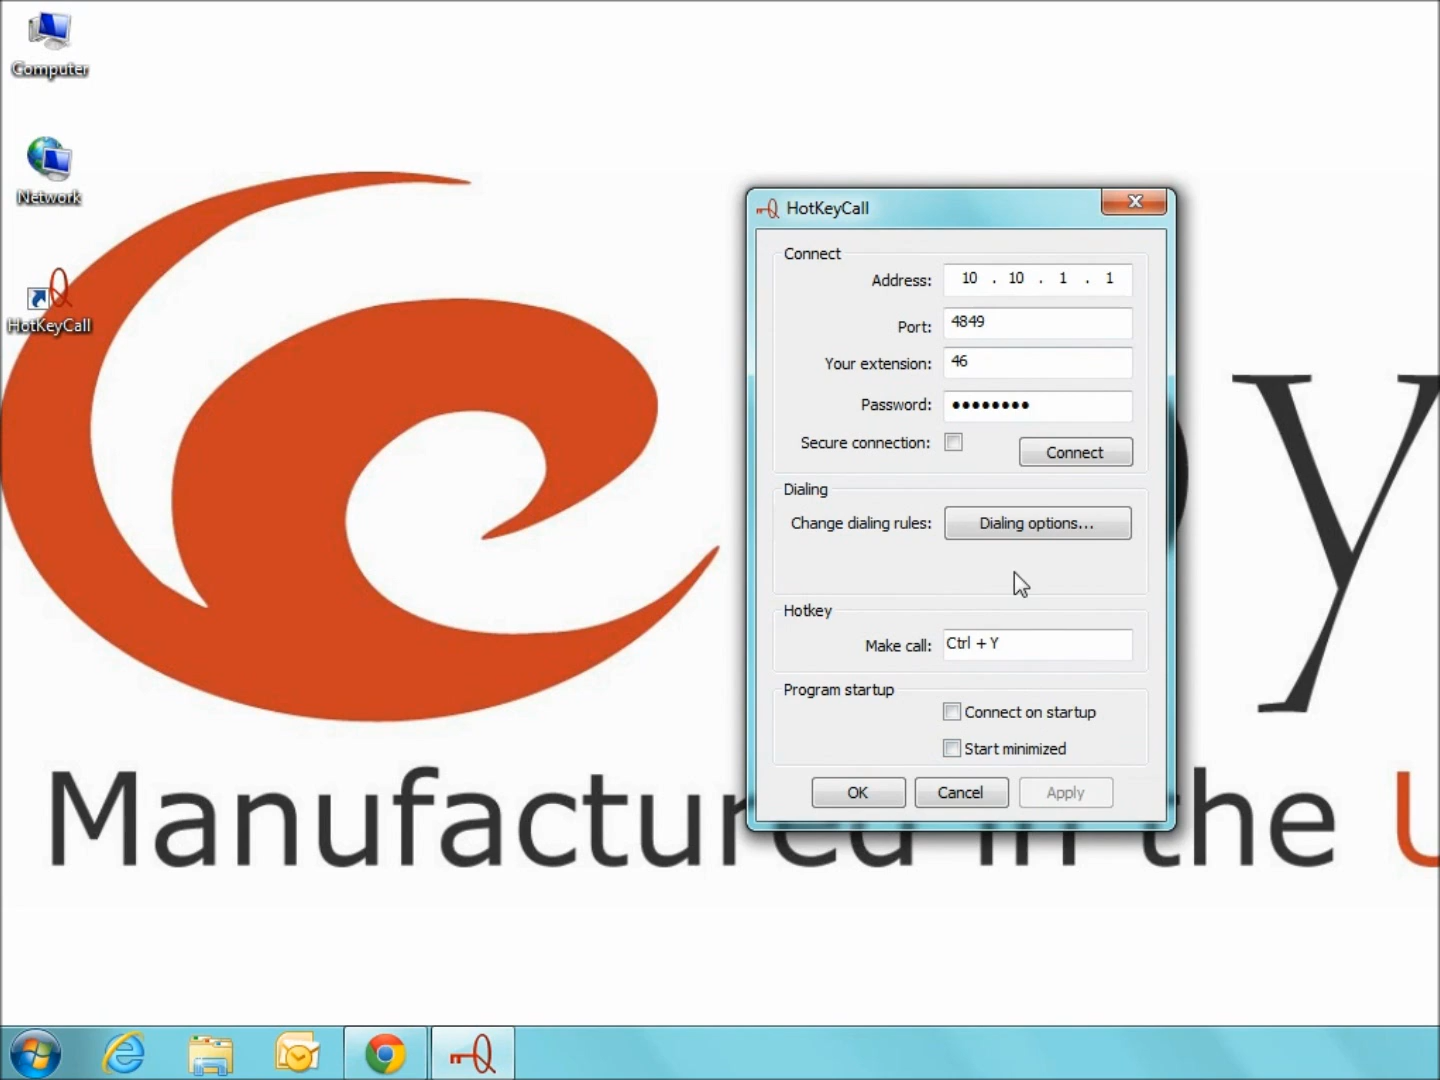 Computer
Network
HotKeyCall
HotKeyCall
Connect
Address: 10 . 10 . 1 . 1
Port: 4849
Your extension: 46
Password: ●●●●●●●●
Secure connection:
Connect
Dialing
Change dialing rules: Dialing options...
Hotkey
Make call: Ctrl + Y
Program startup
Connect on startup
Start minimized
OK Cancel Apply
y
Manufactured in the U